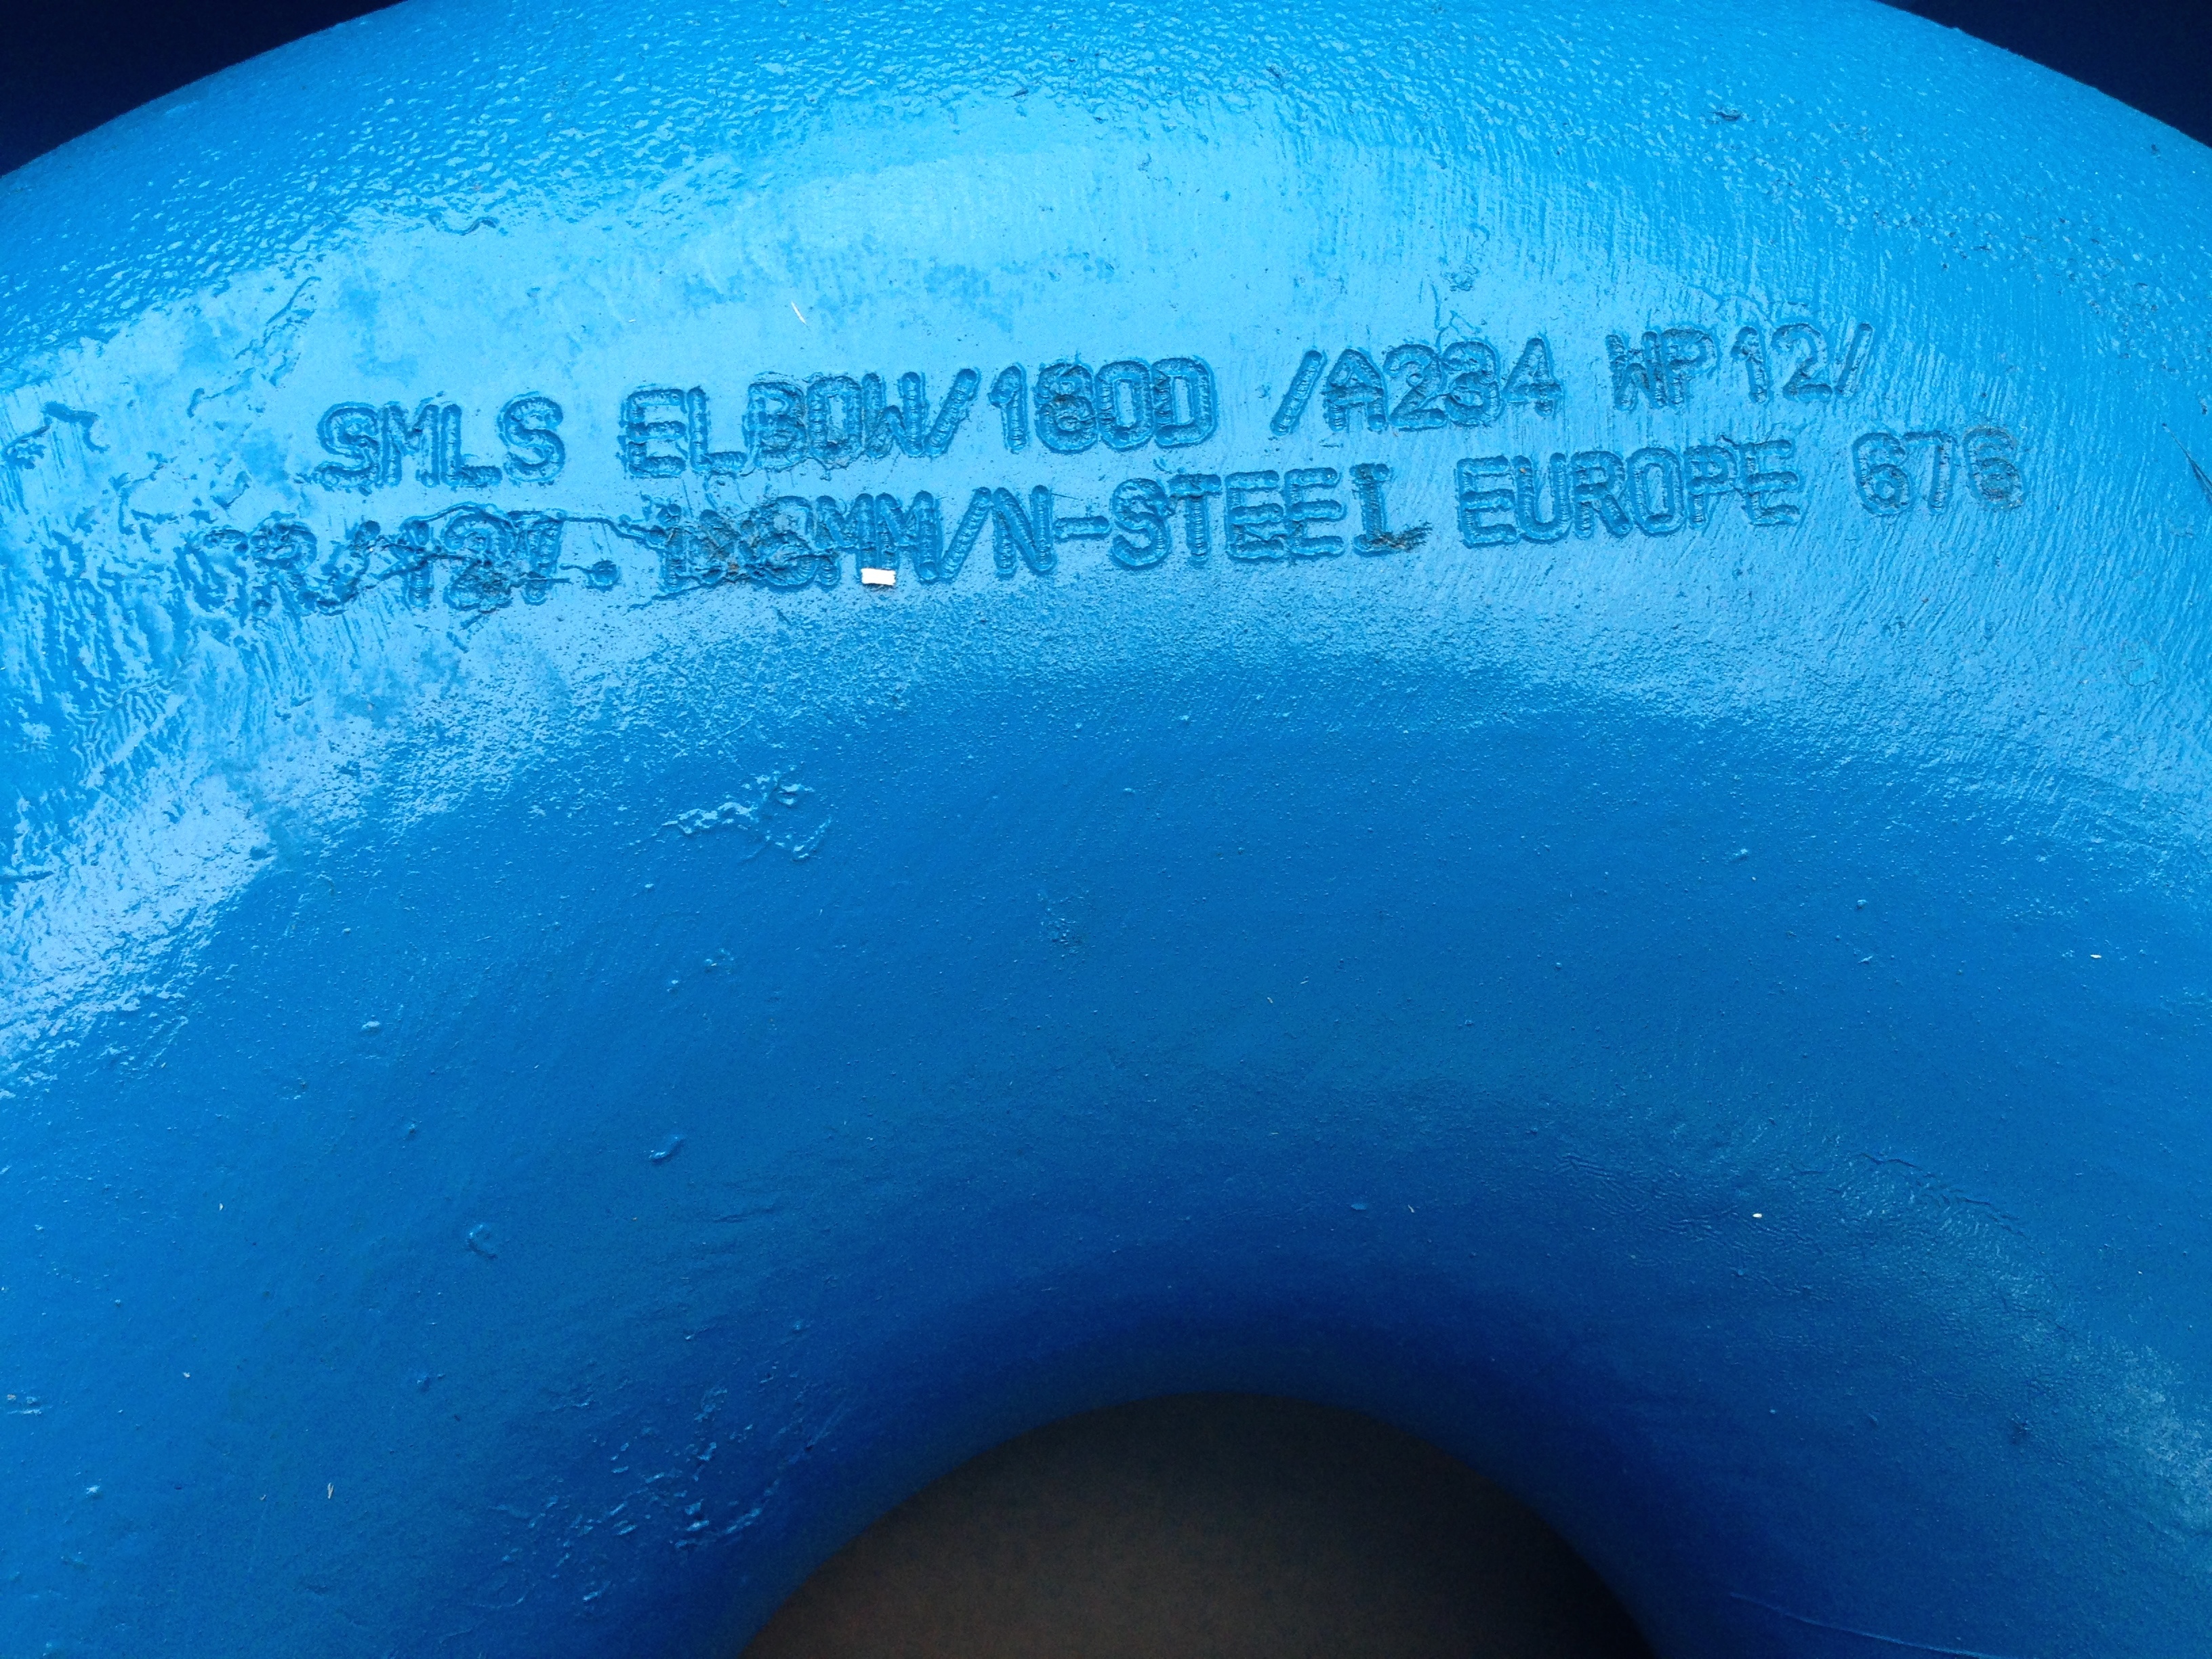 SMLS ELBOW/180D /A234 WP12/
N-STEEL EUROPE 676